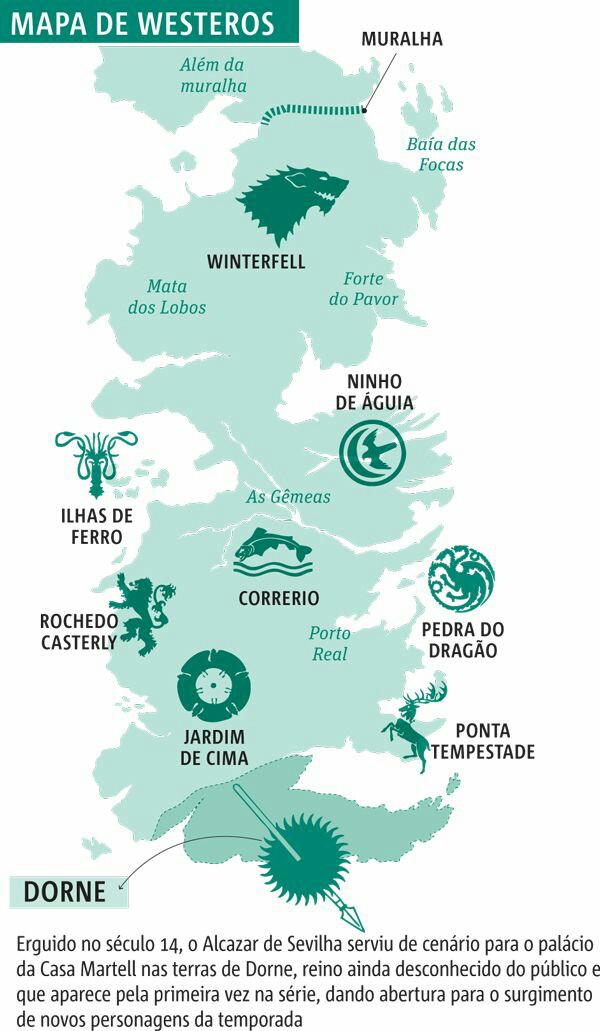 MAPA DE WESTEROS
MURALHA
Além da
muralha
Baía das
Focas
WINTERFELL
Mata
dos Lobos
Forte
do Pavor
NINHO
DE ÁGUIA
As Gêmeas
ILHAS DE
FERRO
CORRERIO
ROCHEDO
CASTERLY
Porto
Real
PEDRA DO
DRAGÃO
JARDIM
DE CIMA
PONTA
TEMPESTADE
DORNE
Erguido no século 14, o Alcazar de Sevilha serviu de cenário para o palácio
da Casa Martell nas terras de Dorne, reino ainda desconhecido do público e
que aparece pela primeira vez na série, dando abertura para o surgimento
de novos personagens da temporada